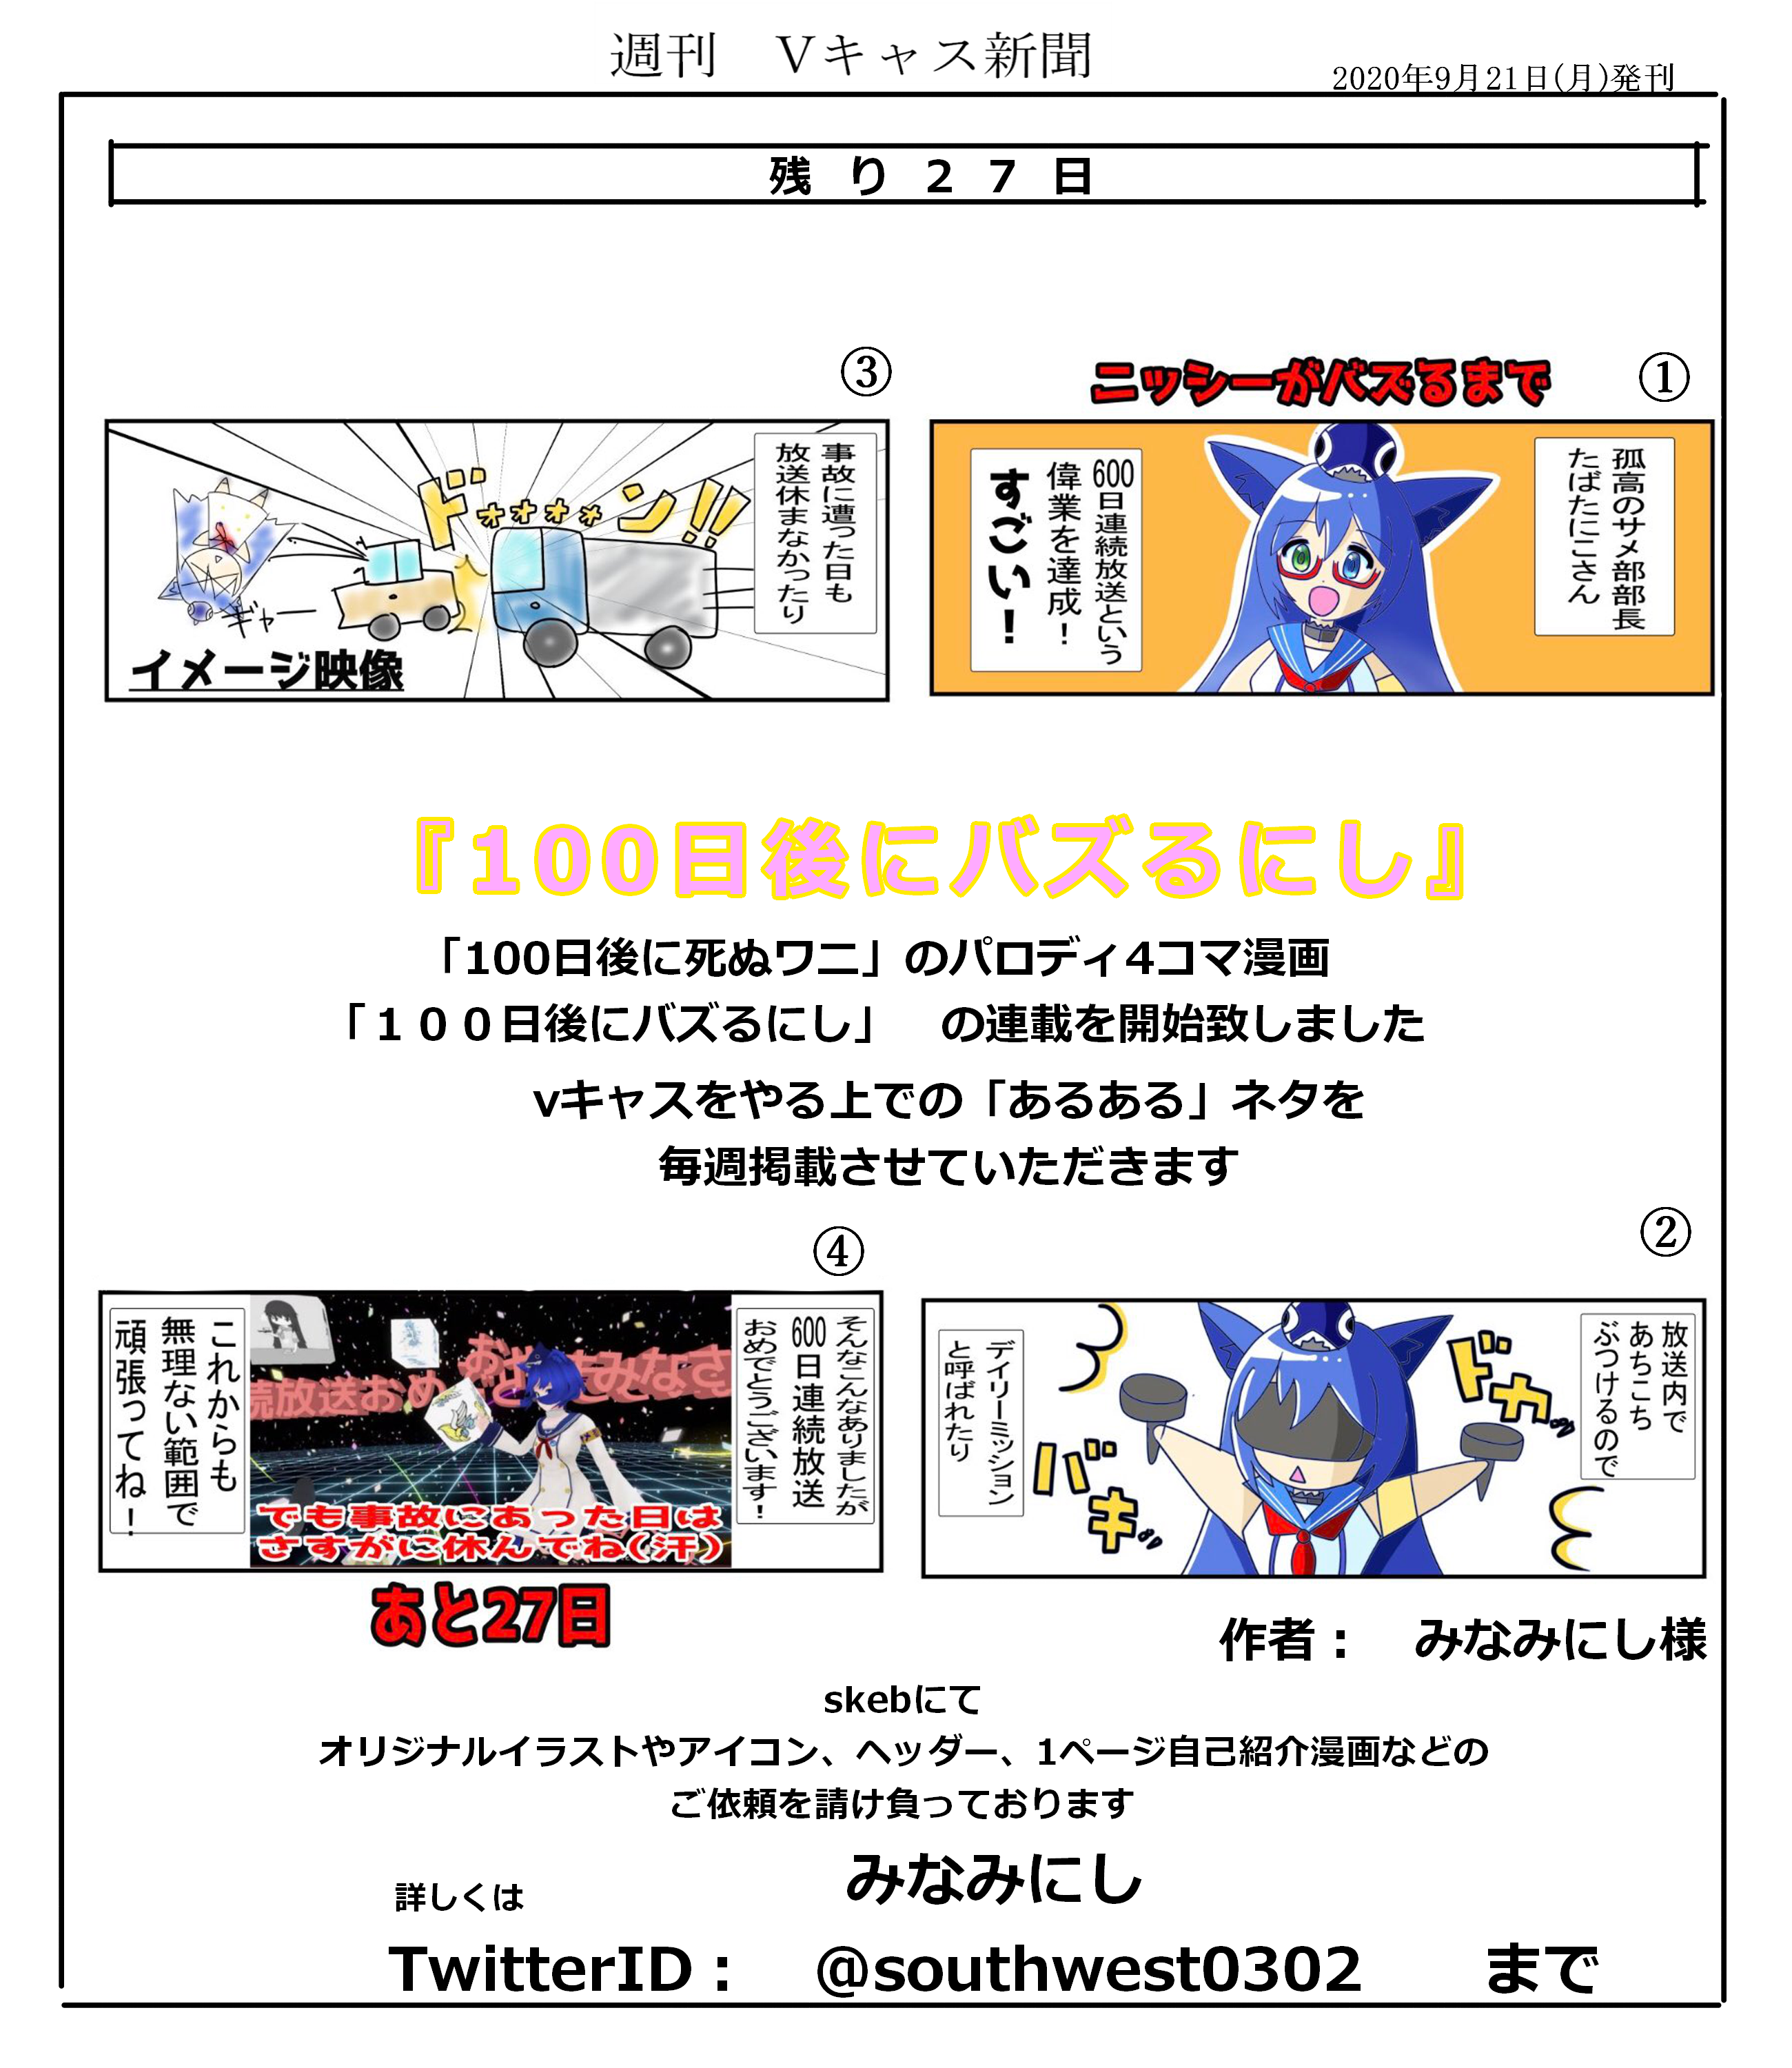 週刊　Vキャス新聞
2020年9月21日(月)発刊
残り２７日
①
ニッシーがバズるまで
孤高のサメ部部長
たばたにこさん
600日連続放送という
偉業を達成！
すごい！
②
放送内で
あちこち
ぶつけるので
ドカッ
バキッ
デイリーミッション
と呼ばれたり
③
事故に遭った日も
放送休まなかったり
ドォォォォン!!
ギャー
イメージ映像
『100日後にバズるにし』
「100日後に死ぬワニ」のパロディ4コマ漫画
「１００日後にバズるにし」　の連載を開始致しました
vキャスをやる上での「あるある」ネタを
毎週掲載させていただきます
④
そんなこんなありましたが
600日連続放送
おめでとうございます！
続放送おめ
みなさ
でも事故にあった日は
さすがに休んでね(汗)
これからも
無理ない範囲で
頑張ってね！
あと27日
作者：　みなみにし様
skebにて
オリジナルイラストやアイコン、ヘッダー、1ページ自己紹介漫画などの
ご依頼を請け負っております
みなみにし
詳しくは
TwitterID：　@southwest0302　　まで